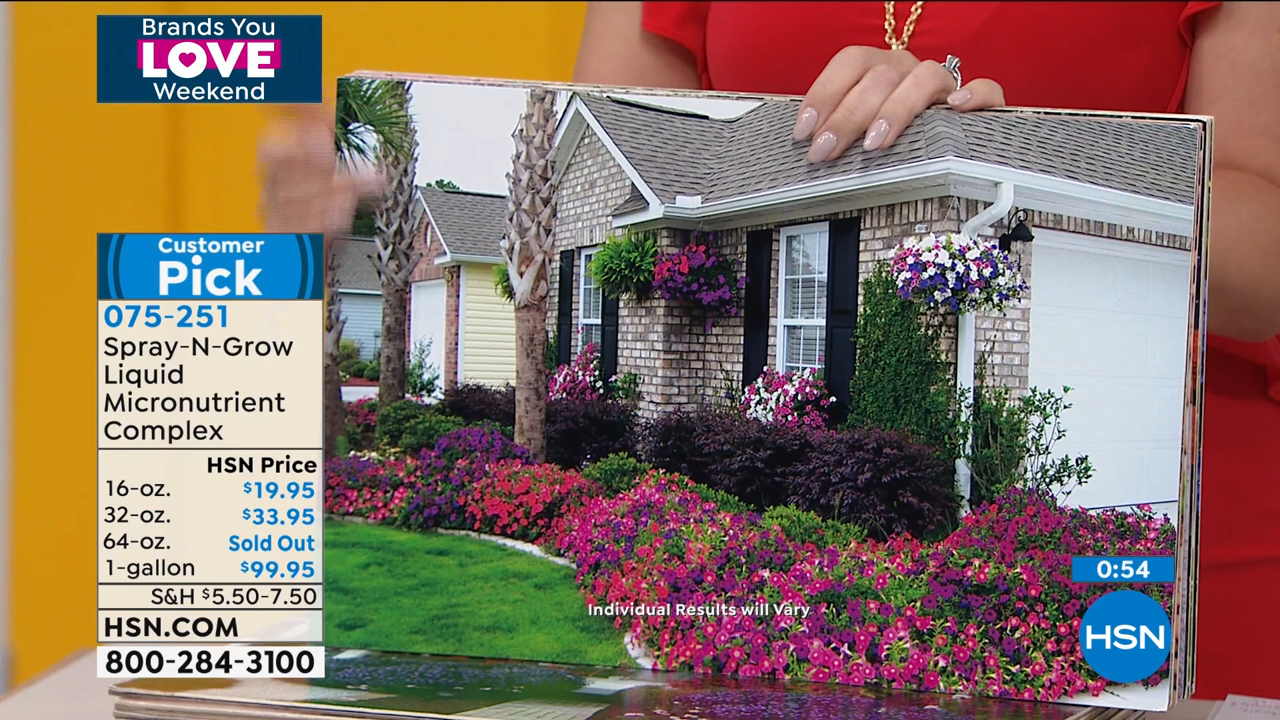 Brands You
LOVE
Weekend
Customer
Pick
075-251
Spray-N-Grow
Liquid
Micronutrient
Complex
HSN Price
16-oz. $19.95
32-oz. $33.95
64-oz. Sold Out
1-gallon $99.95
S&H $5.50-7.50
HSN.COM
800-284-3100
Individual Results will Vary
0:54
HSN